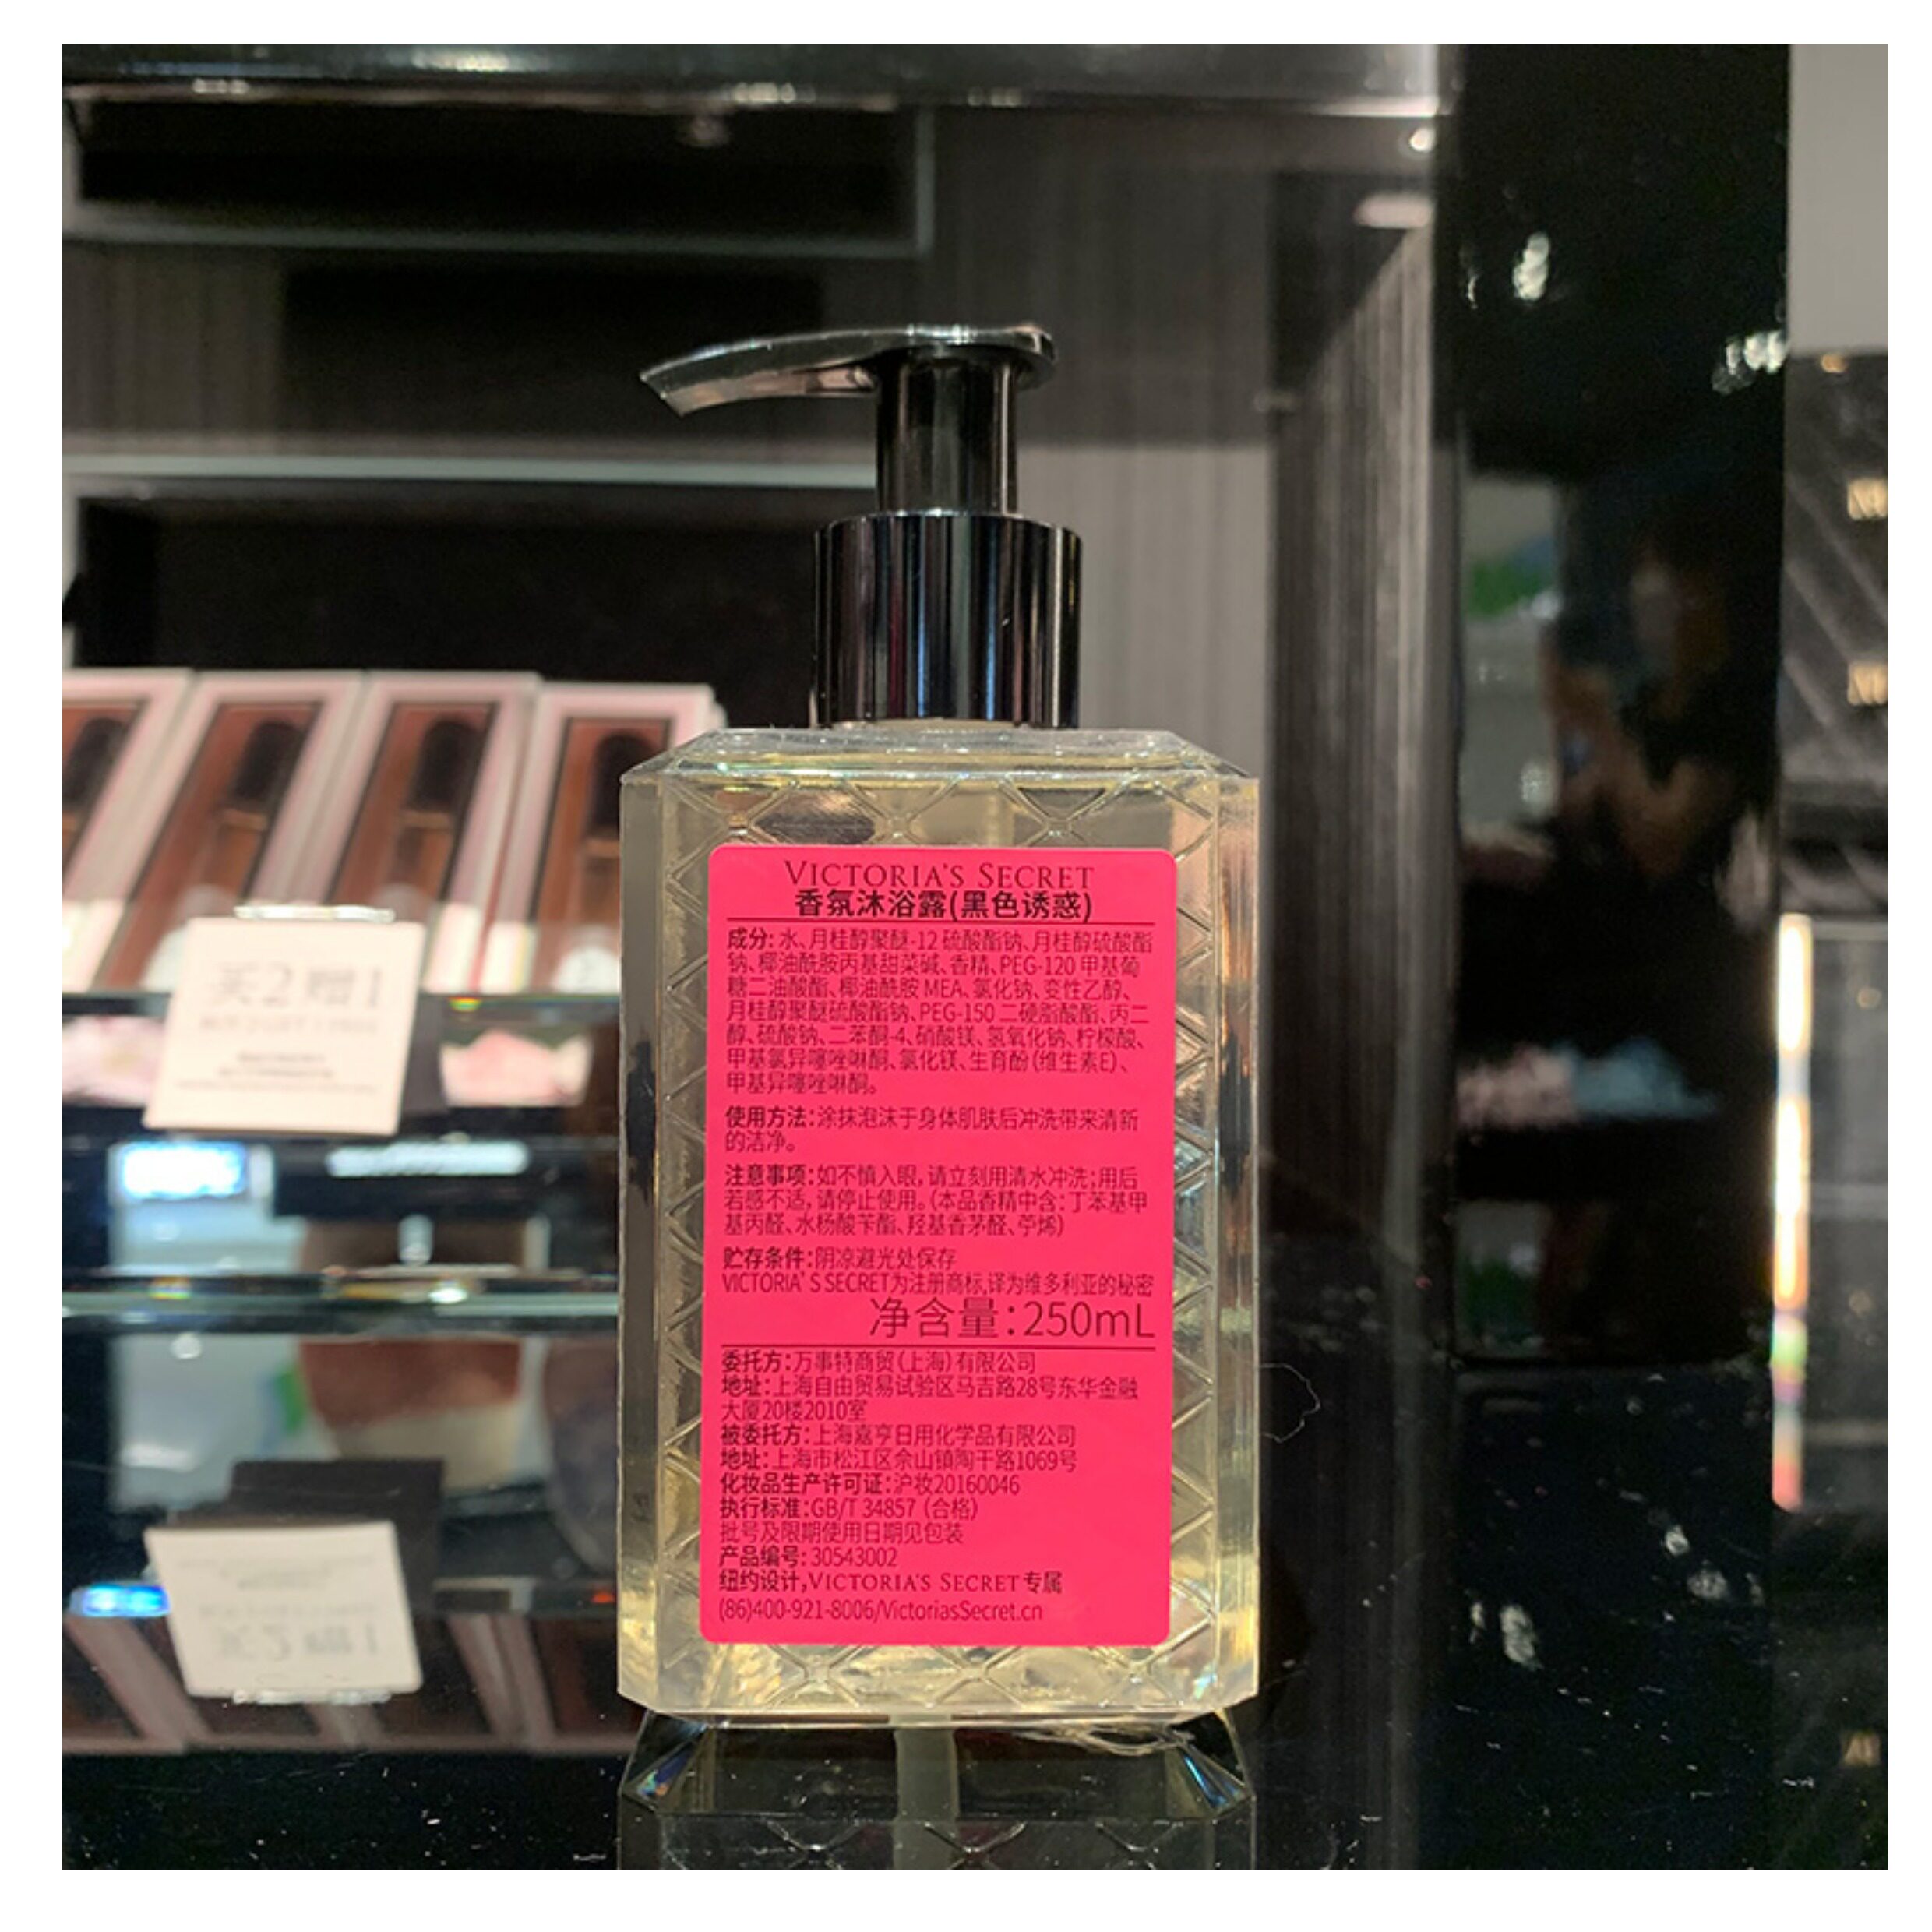 VICTORIA'S SECRET
香氛沐浴露(黑色诱惑)
成分:水、月桂醇聚醚-12 硫酸酯钠、月桂醇硫酸酯
钠、椰油酰胺丙基甜菜碱、香精、PEG-120 甲基葡
糖二油酸酯、椰油酰胺 MEA、氯化钠、变性乙醇、
月桂醇聚醚硫酸酯钠、PEG-150 二硬脂酸酯、丙二
醇、硫酸钠、二苯酮-4、硝酸镁、氢氧化钠、柠檬酸、
甲基氯异噻唑啉酮、氯化镁、生育酚(维生素E)、
甲基异噻唑啉酮。
使用方法:涂抹泡沫于身体肌肤后冲洗带来清新
的洁净。
注意事项:如不慎入眼,请立刻用清水冲洗;用后
若感不适,请停止使用。(本品香精中含:丁苯基甲
基丙醛、水杨酸苄酯、羟基香茅醛、苧烯)
贮存条件:阴凉避光处保存
VICTORIA'S SECRET为注册商标,译为维多利亚的秘密
净含量:250mL
委托方:万事特商贸(上海)有限公司
地址:上海自由贸易试验区马吉路28号东华金融
大厦20楼2010室
被委托方:上海嘉亨日用化学品有限公司
地址:上海市松江区佘山镇陶干路1069号
化妆品生产许可证:沪妆20160046
执行标准:GB/T 34857 (合格)
批号及限期使用日期见包装
产品编号:30543002
纽约设计,VICTORIA'S SECRET专属
(86)400-921-8006/VictoriasSecret.cn
买2赠1